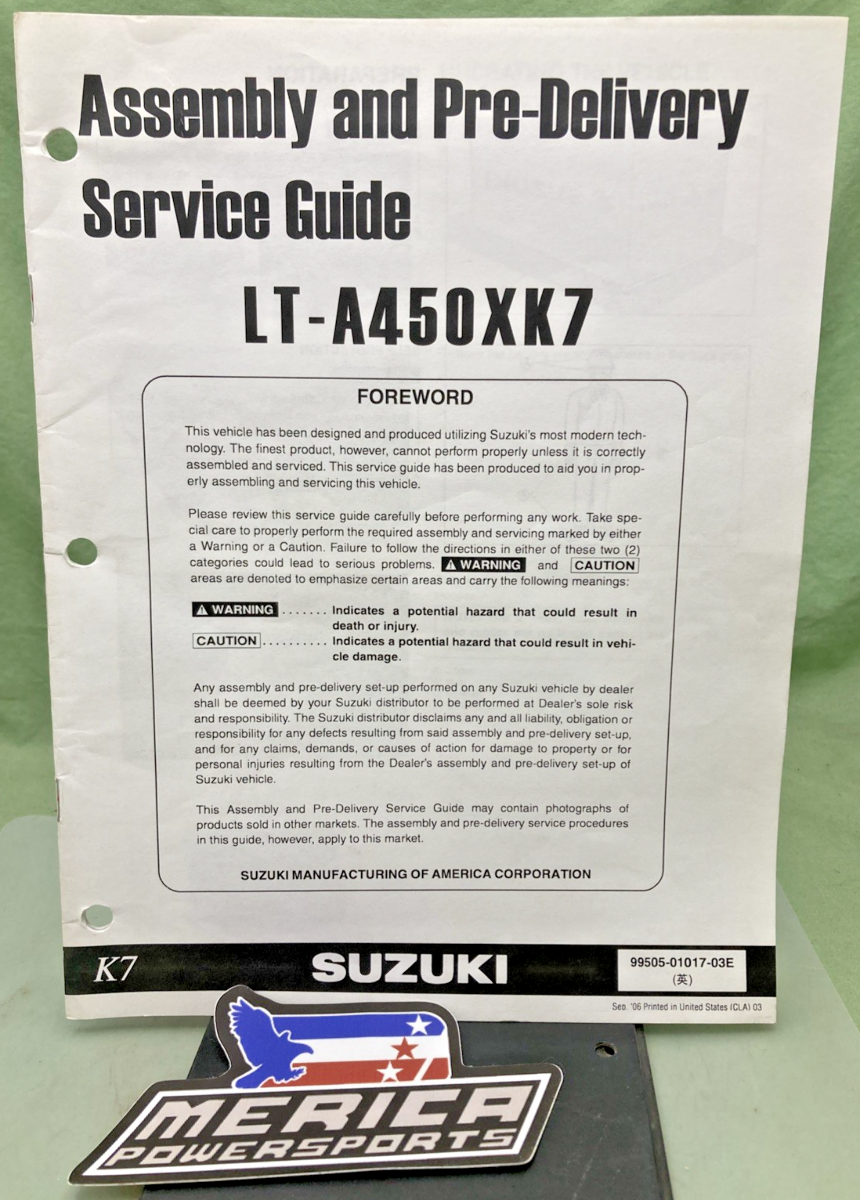 Assembly and Pre-Delivery
Service Guide
LT-A450XK7
FOREWORD
This vehicle has been designed and produced utilizing Suzuki's most modern tech-
nology. The finest product, however, cannot perform properly unless it is correctly
assembled and serviced. This service guide has been produced to aid you in prop-
erly assembling and servicing this vehicle.
Please review this service guide carefully before performing any work. Take spe-
cial care to properly perform the required assembly and servicing marked by either
a Warning or a Caution. Failure to follow the directions in either of these two (2)
categories could lead to serious problems. ⚠ WARNING and CAUTION
areas are denoted to emphasize certain areas and carry the following meanings:
⚠ WARNING ....... Indicates a potential hazard that could result in
death or injury.
CAUTION .......... Indicates a potential hazard that could result in vehi-
cle damage.
Any assembly and pre-delivery set-up performed on any Suzuki vehicle by dealer
shall be deemed by your Suzuki distributor to be performed at Dealer's sole risk
and responsibility. The Suzuki distributor disclaims any and all liability, obligation or
responsibility for any defects resulting from said assembly and pre-delivery set-up,
and for any claims, demands, or causes of action for damage to property or for
personal injuries resulting from the Dealer's assembly and pre-delivery set-up of
Suzuki vehicle.
This Assembly and Pre-Delivery Service Guide may contain photographs of
products sold in other markets. The assembly and pre-delivery service procedures
in this guide, however, apply to this market.
SUZUKI MANUFACTURING OF AMERICA CORPORATION
K7
SUZUKI
99505-01017-03E
(英)
Sep. '06 Printed in United States (CLA) 03
MERICA
POWERSPORTS